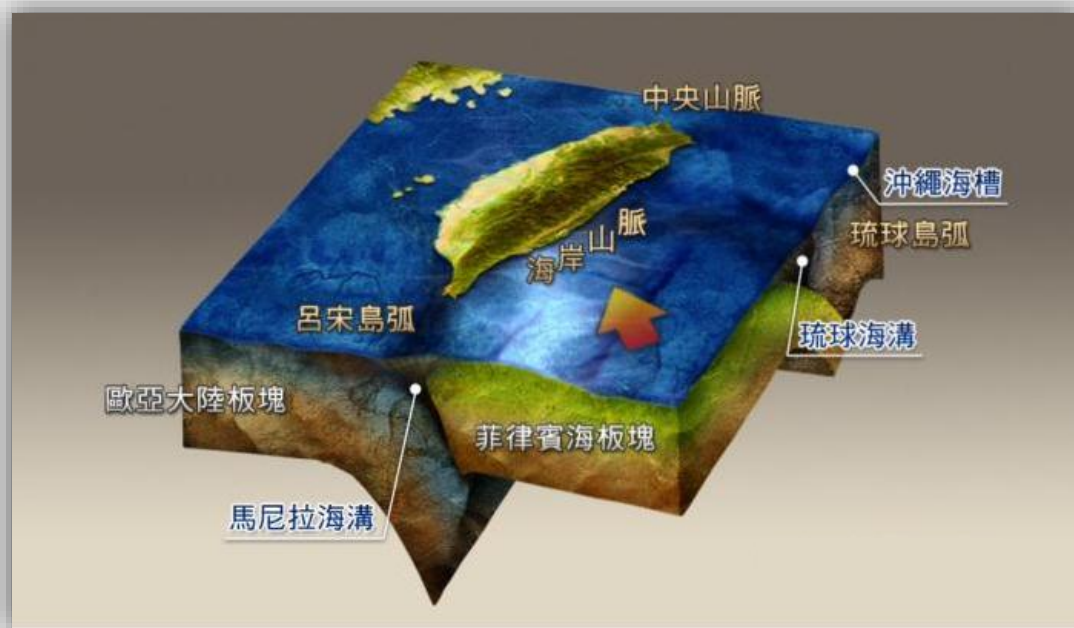 中央山脈
沖繩海槽
琉球島弧
海岸山脈
呂宋島弧
琉球海溝
歐亞大陸板塊
菲律賓海板塊
馬尼拉海溝